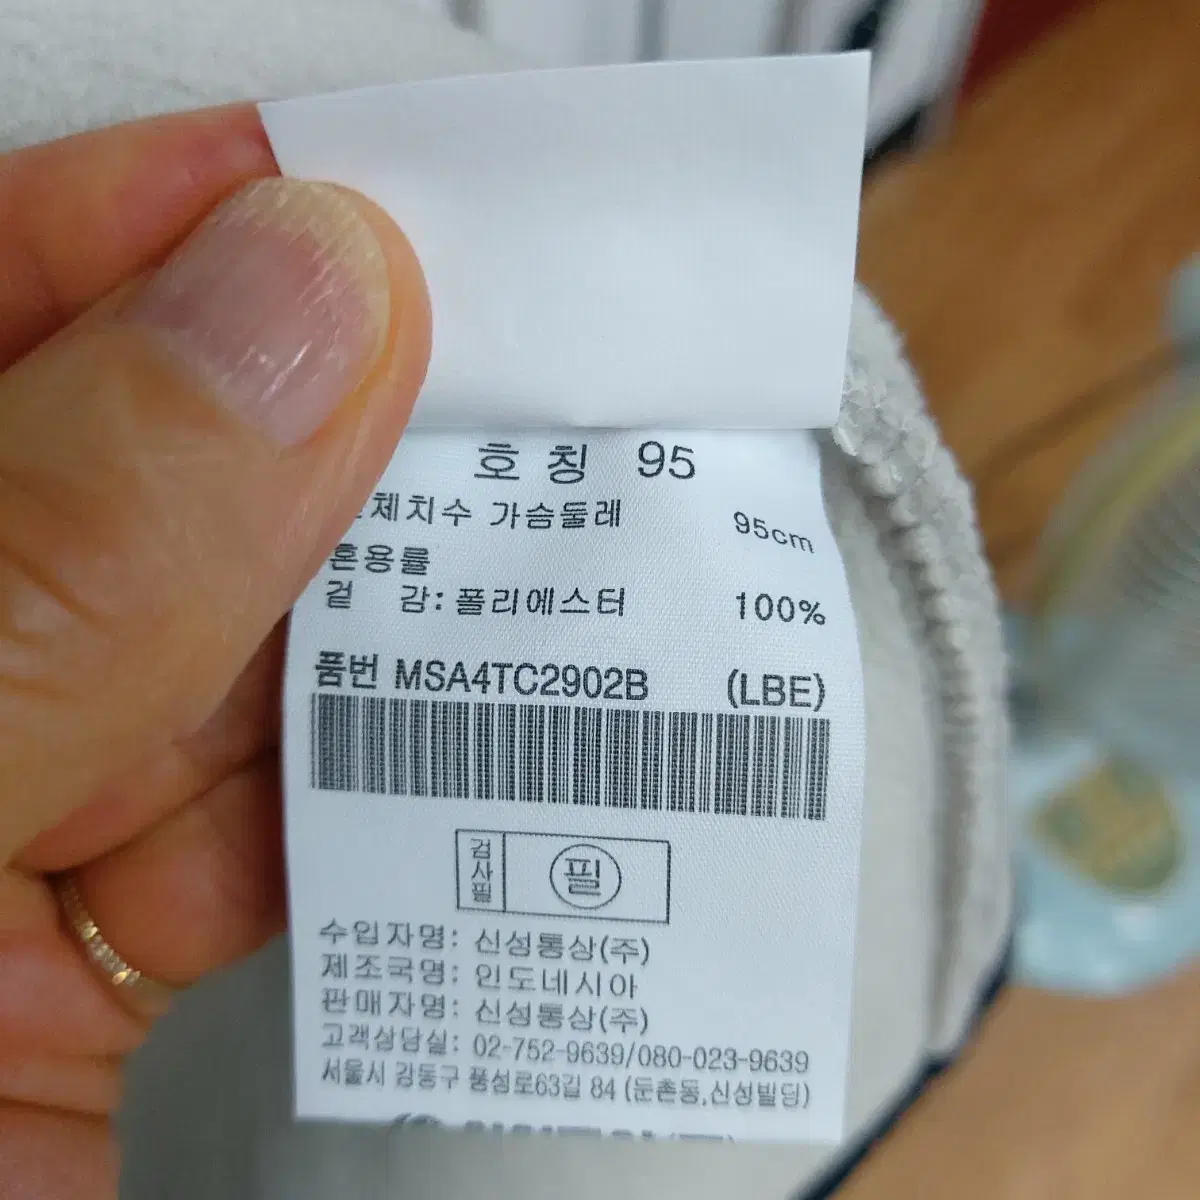 호 칭 95
체치수 가슴둘레 95cm
혼용률
겉 감: 폴리에스터 100%
품번 MSA4TC2902B (LBE)
검사필 필
수입자명: 신성통상(주)
제조국명: 인도네시아
판매자명: 신성통상(주)
고객상담실: 02-752-9639/080-023-9639
서울시 강동구 풍성로63길 84 (둔촌동,신성빌딩)